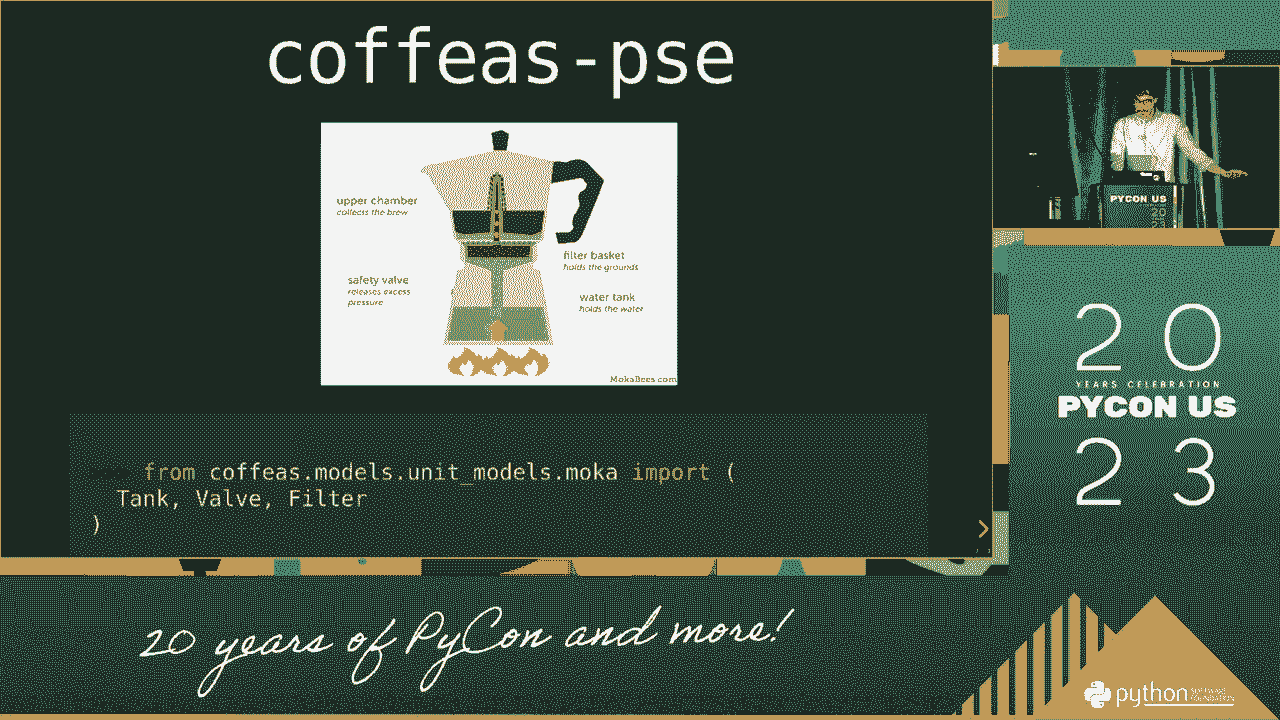 coffeas-pse
upper chamber
collects the brew
safety valve
releases excess
pressure
filter basket
holds the grounds
water tank
holds the water
MokaBees.com
from coffeas.models.unit_models.moka import (
Tank, Valve, Filter
)
PYCON US
20
20
YEARS CELEBRATION
PYCON US
23
20 years of PyCon and more!
python
SOFTWARE
FOUNDATION